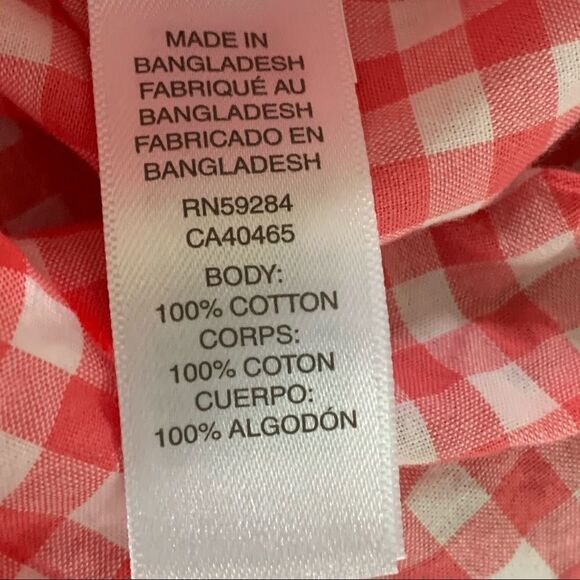 MADE IN
BANGLADESH
FABRIQUÉ AU
BANGLADESH
FABRICADO EN
BANGLADESH
RN59284
CA40465
BODY:
100% COTTON
CORPS:
100% COTON
CUERPO:
100% ALGODÓN